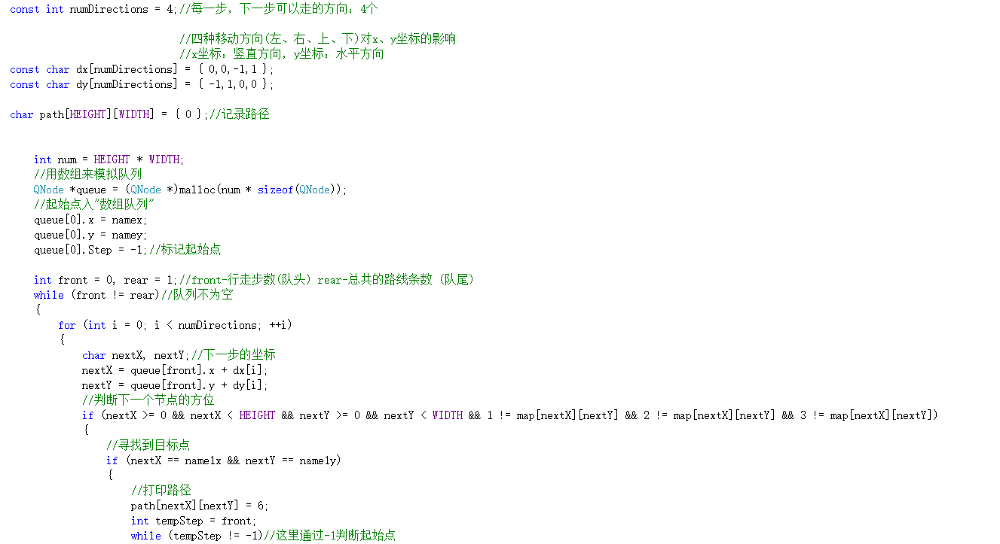 const int numDirections = 4;//每一步，下一步可以走的方向：4个
//四种移动方向(左、右、上、下)对x、y坐标的影响
//x坐标：竖直方向，y坐标：水平方向
const char dx[numDirections] = { 0,0,-1,1 };
const char dy[numDirections] = { -1,1,0,0 };
char path[HEIGHT][WIDTH] = { 0 };//记录路径
int num = HEIGHT * WIDTH;
//用数组来模拟队列
QNode *queue = (QNode *)malloc(num * sizeof(QNode));
//起始点入"数组队列"
queue[0].x = namex;
queue[0].y = namey;
queue[0].Step = -1;//标记起始点
int front = 0, rear = 1;//front-行走步数(队头) rear-总共的路线条数 (队尾)
while (front != rear)//队列不为空
{
for (int i = 0; i < numDirections; ++i)
{
char nextX, nextY;//下一步的坐标
nextX = queue[front].x + dx[i];
nextY = queue[front].y + dy[i];
//判断下一个节点的方位
if (nextX >= 0 && nextX < HEIGHT && nextY >= 0 && nextY < WIDTH && 1 != map[nextX][nextY] && 2 != map[nextX][nextY] && 3 != map[nextX][nextY])
{
//寻找到目标点
if (nextX == name1x && nextY == name1y)
{
//打印路径
path[nextX][nextY] = 6;
int tempStep = front;
while (tempStep != -1)//这里通过-1判断起始点